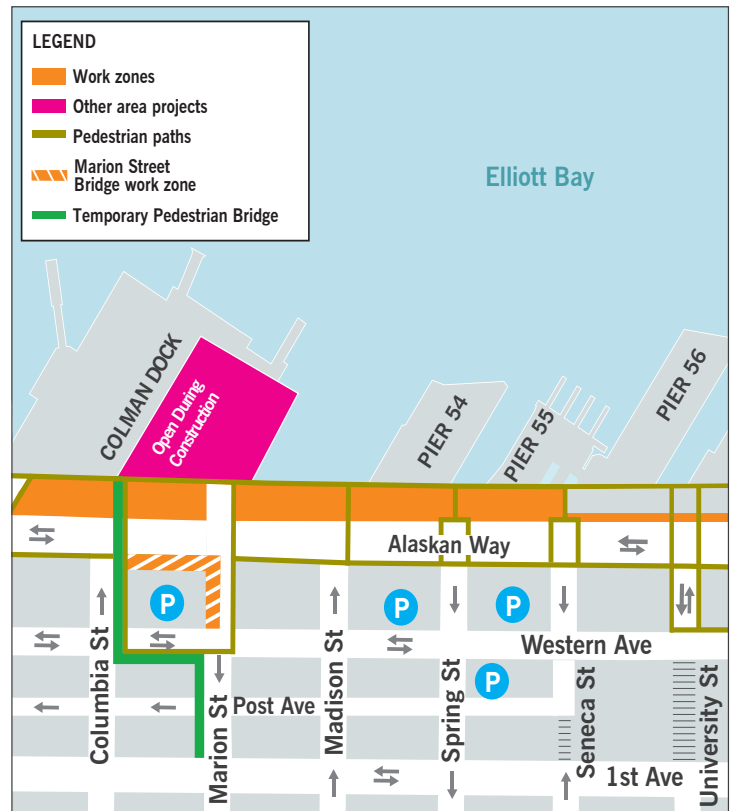 LEGEND
Work zones
Other area projects
Pedestrian paths
Marion Street
Bridge work zone
Temporary Pedestrian Bridge
Elliott Bay
COLMAN DOCK
Open During
Construction
PIER 54
PIER 55
PIER 56
Alaskan Way
P
P
P
P
Western Ave
Post Ave
1st Ave
Columbia St
Marion St
Madison St
Spring St
Seneca St
University St